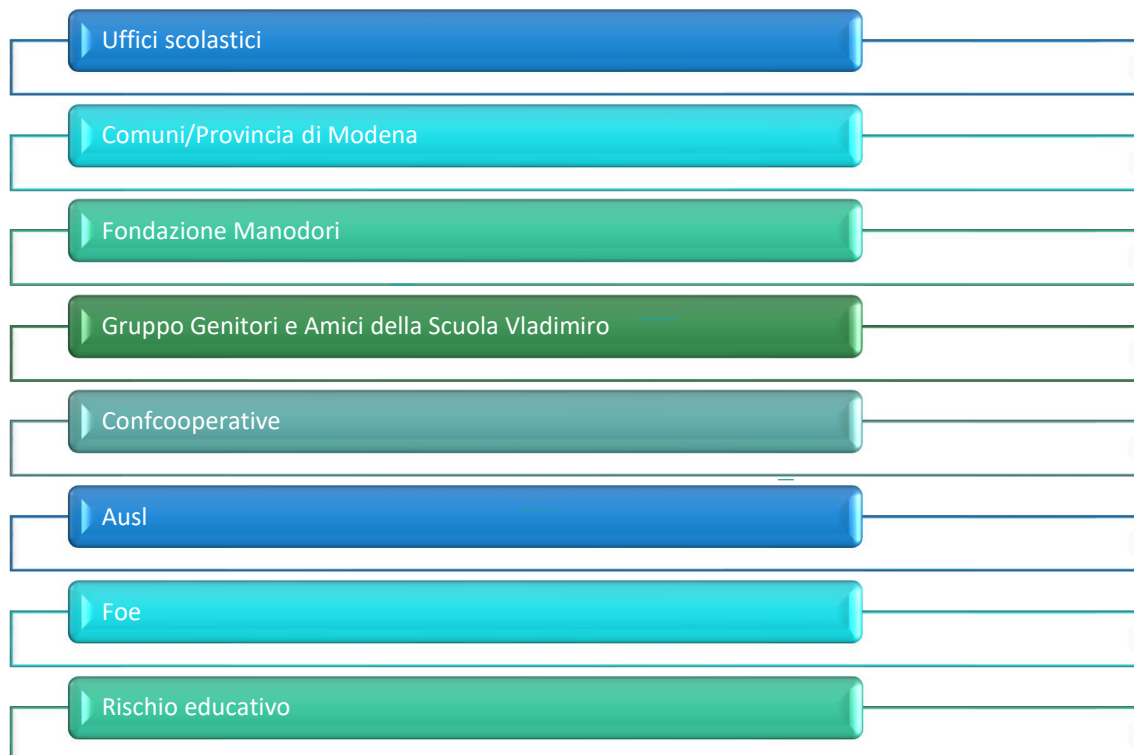 Uffici scolastici
Comuni/Provincia di Modena
Fondazione Manodori
Gruppo Genitori e Amici della Scuola Vladimiro
Confcooperative
Ausl
Foe
Rischio educativo